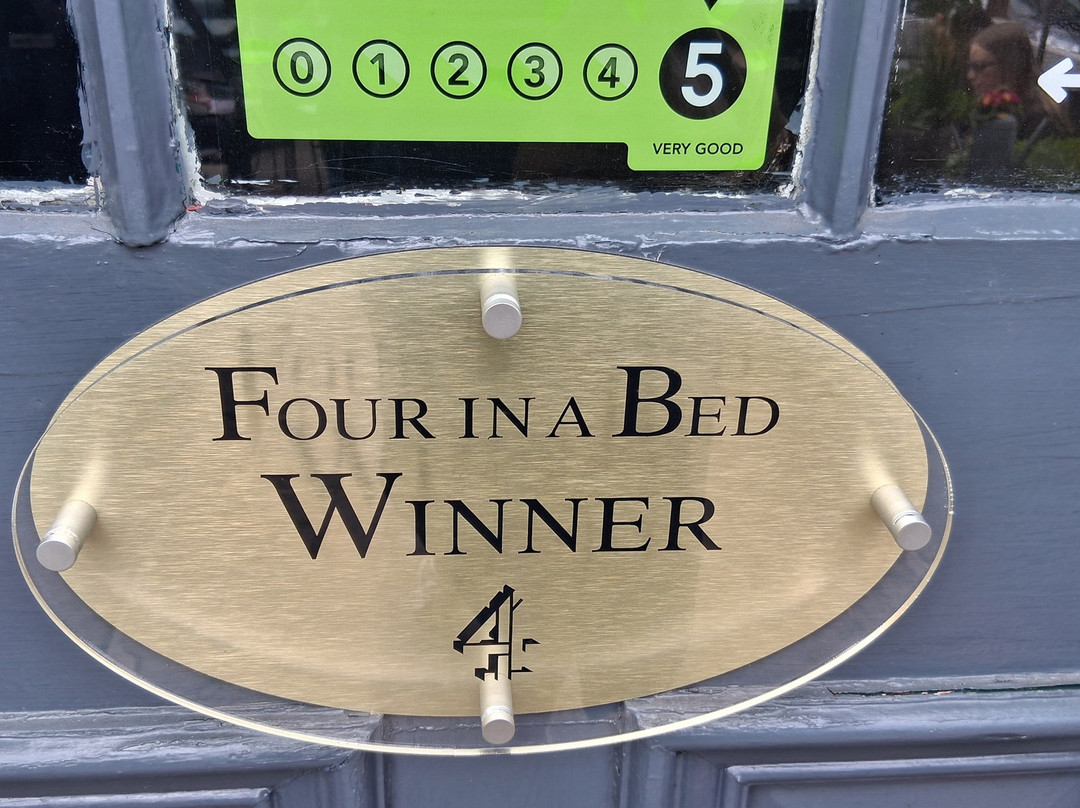 0 1 2 3 4 5
VERY GOOD
FOUR IN A BED
WINNER
4